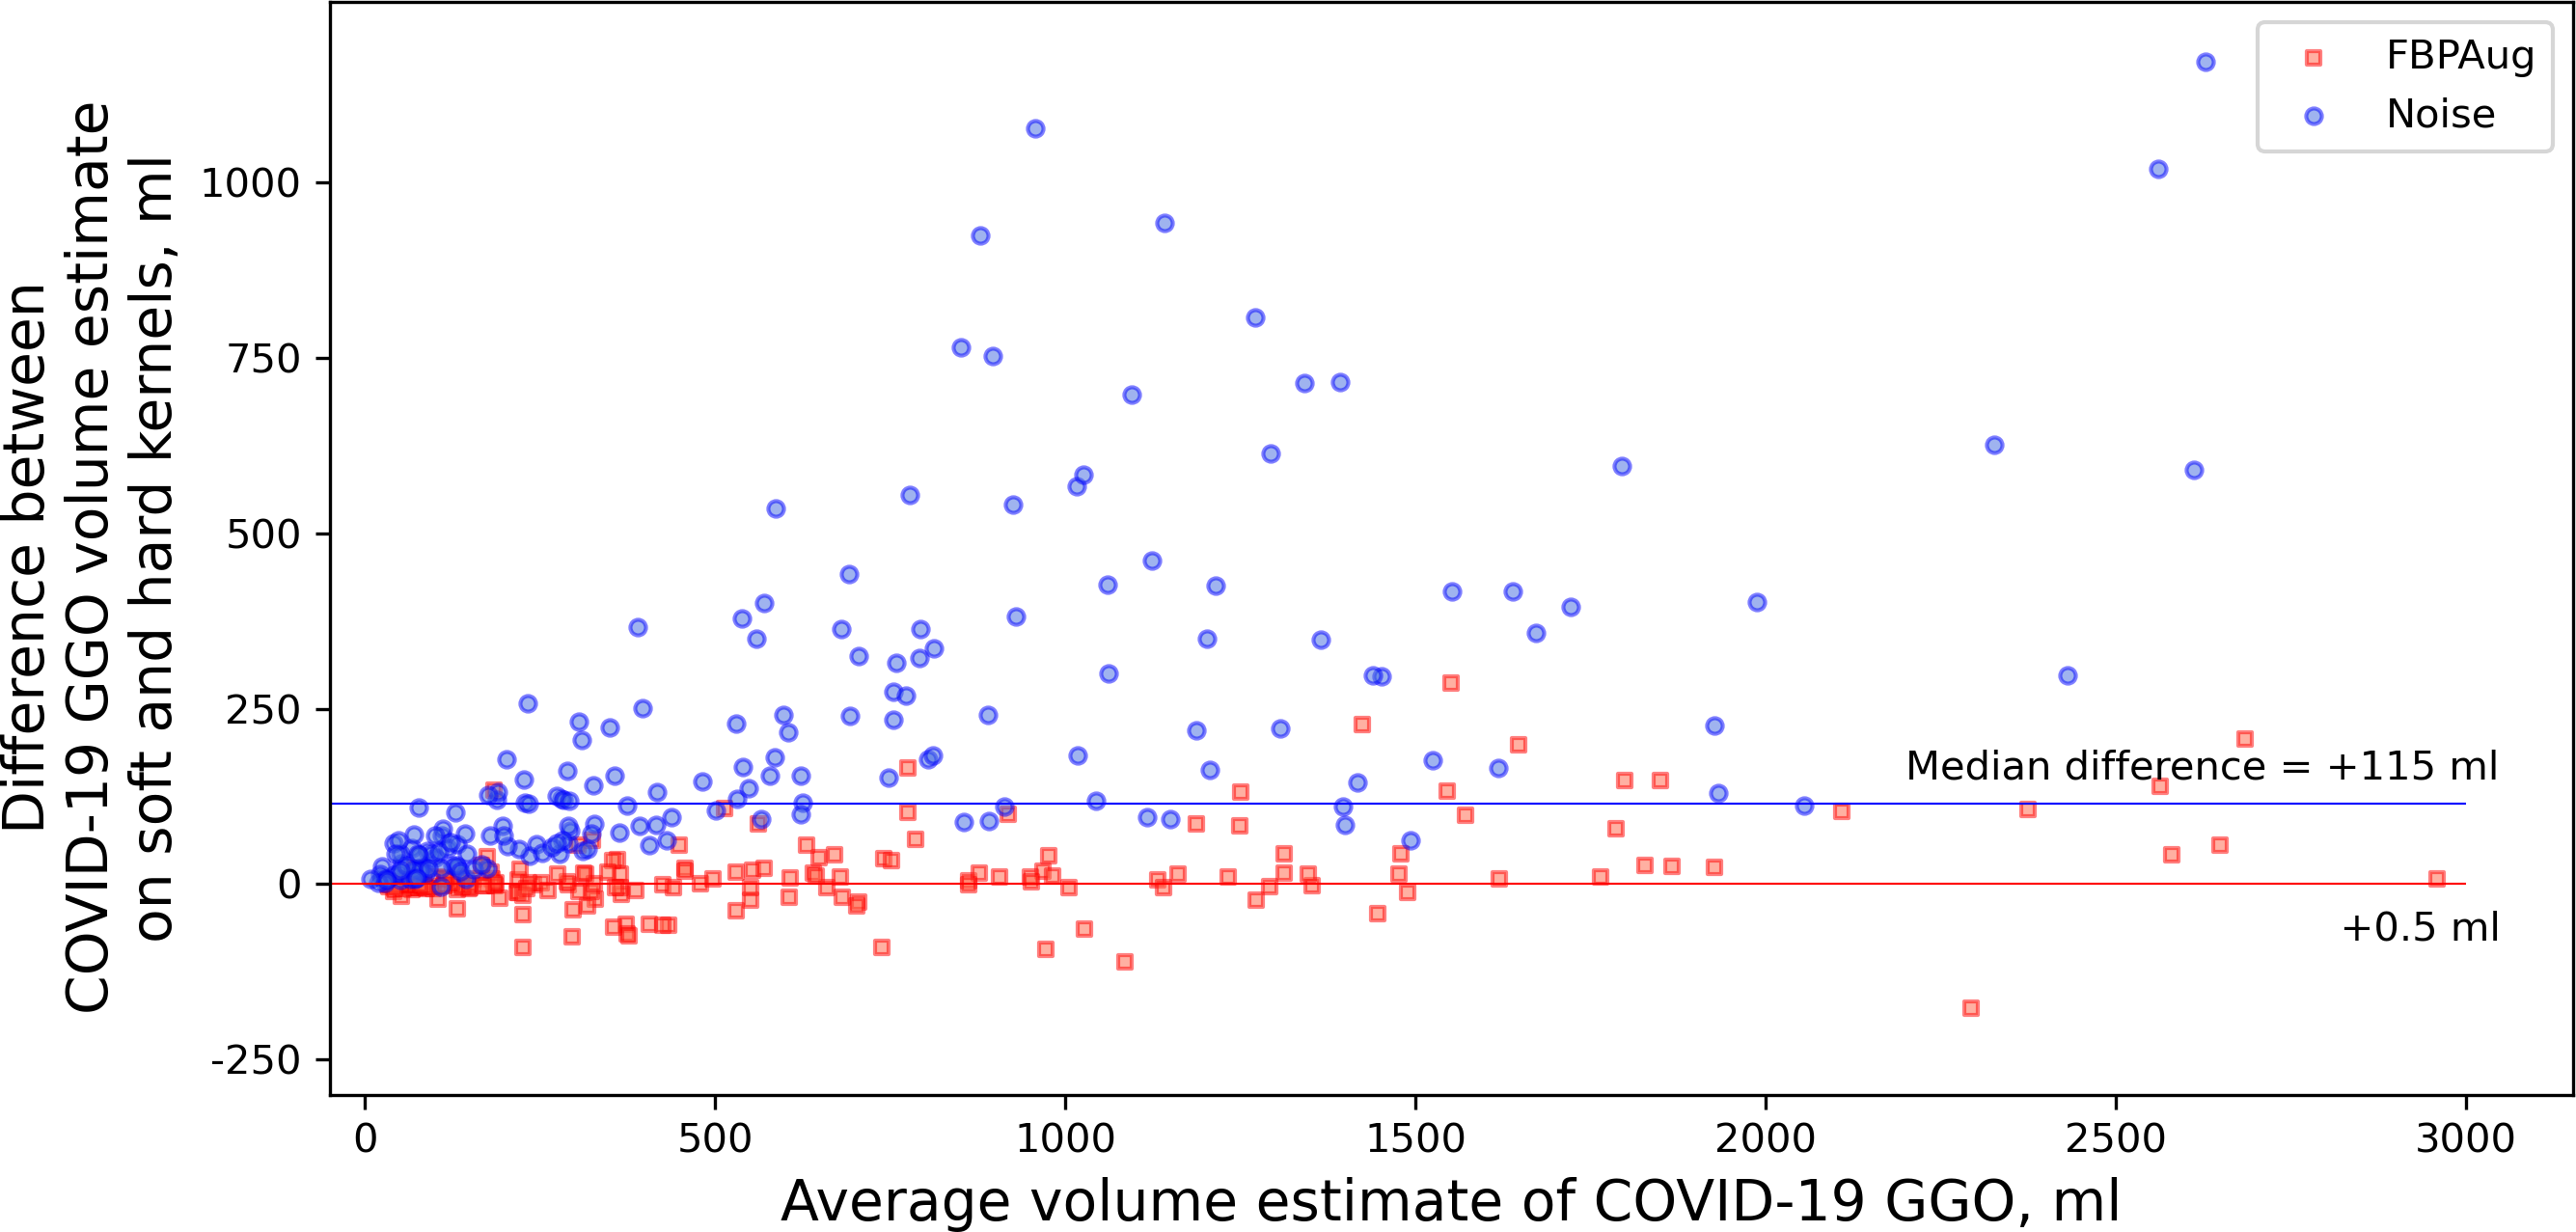 Difference between
COVID-19 GGO volume estimate
on soft and hard kernels, ml
1000
750
500
250
0
-250
FBPAug
Noise
Median difference = +115 ml
+0.5 ml
0
500
1000
1500
2000
2500
3000
Average volume estimate of COVID-19 GGO, ml